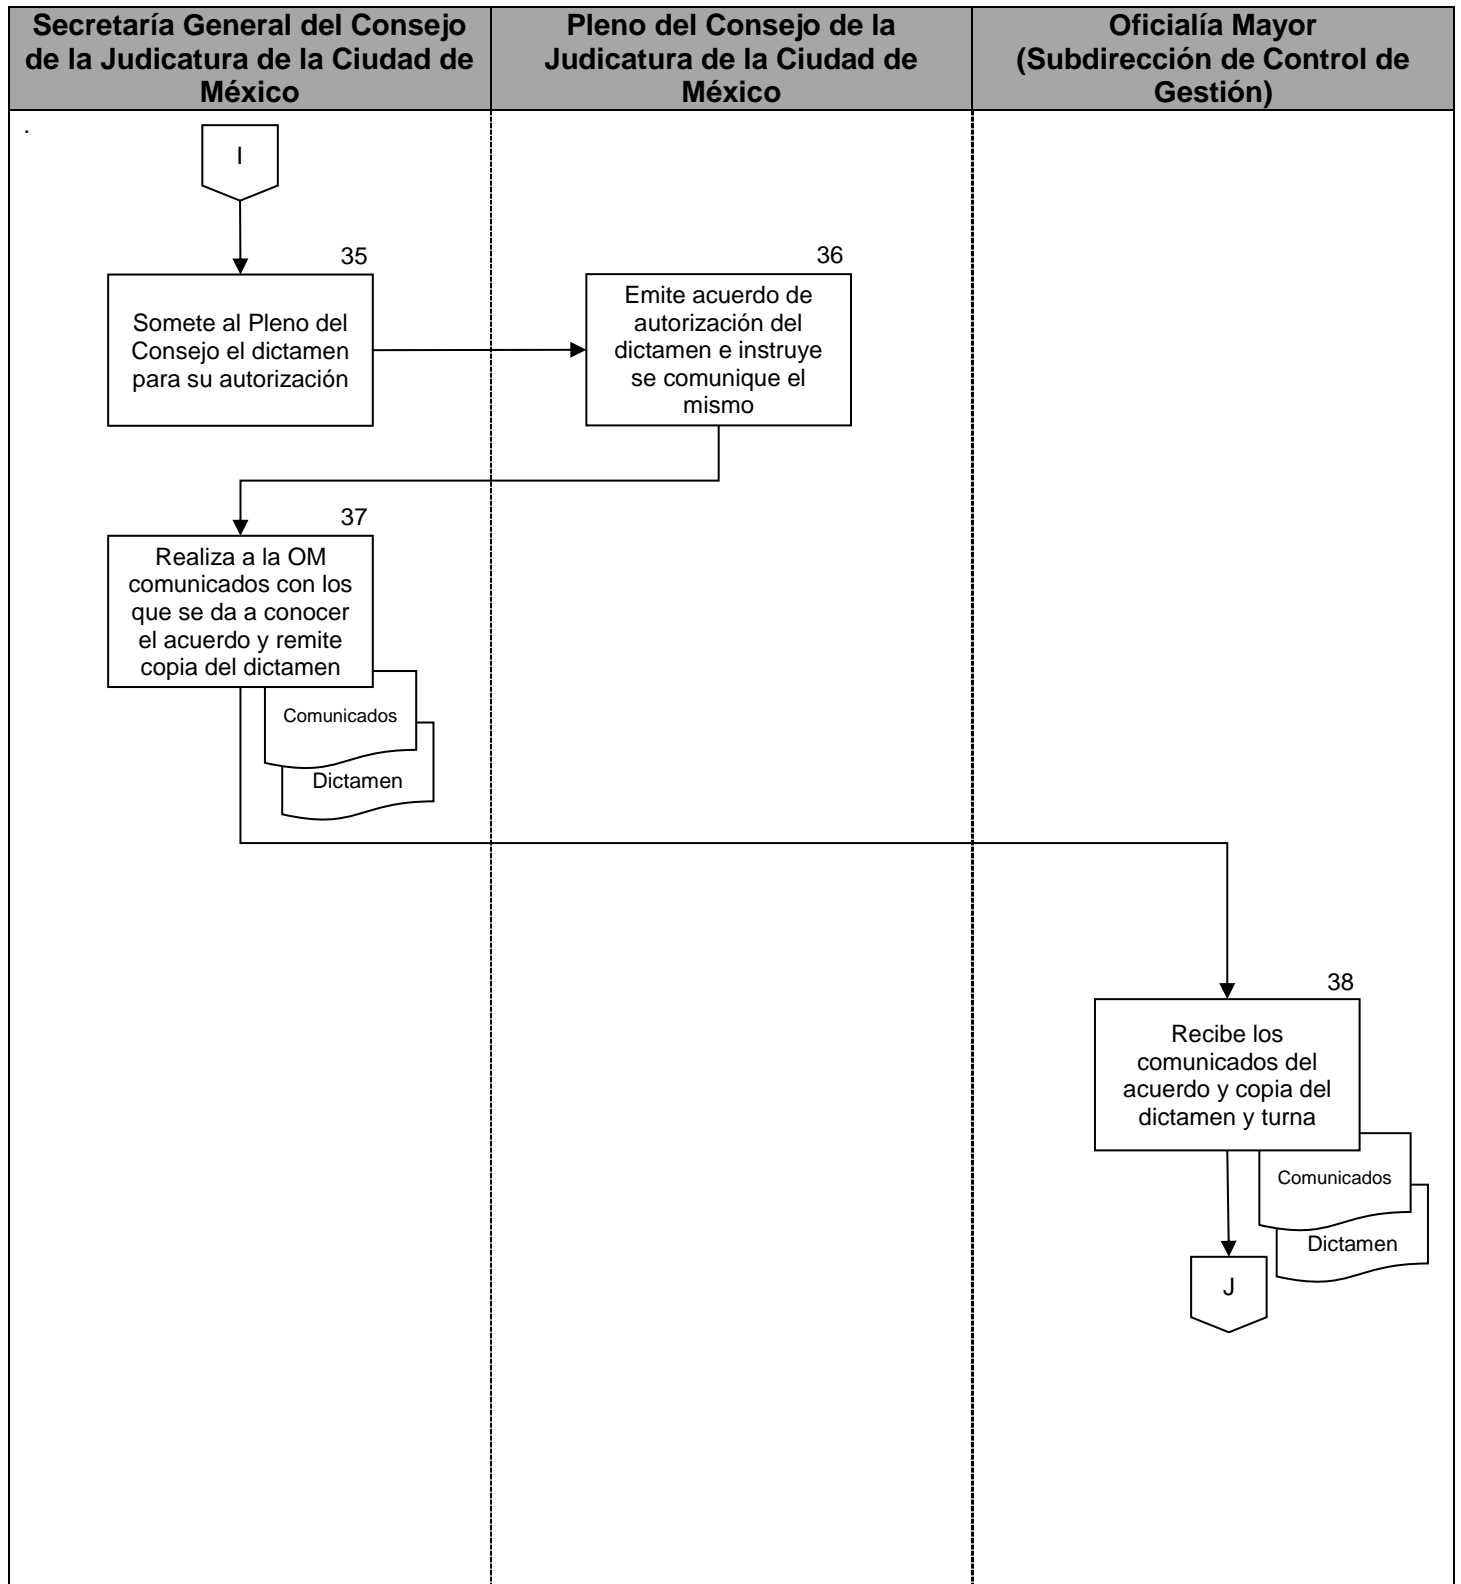 Secretaría General del Consejo
de la Judicatura de la Ciudad de
México
Pleno del Consejo de la
Judicatura de la Ciudad de
México
Oficialía Mayor
(Subdirección de Control de
Gestión)
.
I
35
Somete al Pleno del
Consejo el dictamen
para su autorización
36
Emite acuerdo de
autorización del
dictamen e instruye
se comunique el
mismo
37
Realiza a la OM
comunicados con los
que se da a conocer
el acuerdo y remite
copia del dictamen
Comunicados
Dictamen
38
Recibe los
comunicados del
acuerdo y copia del
dictamen y turna
Comunicados
Dictamen
J